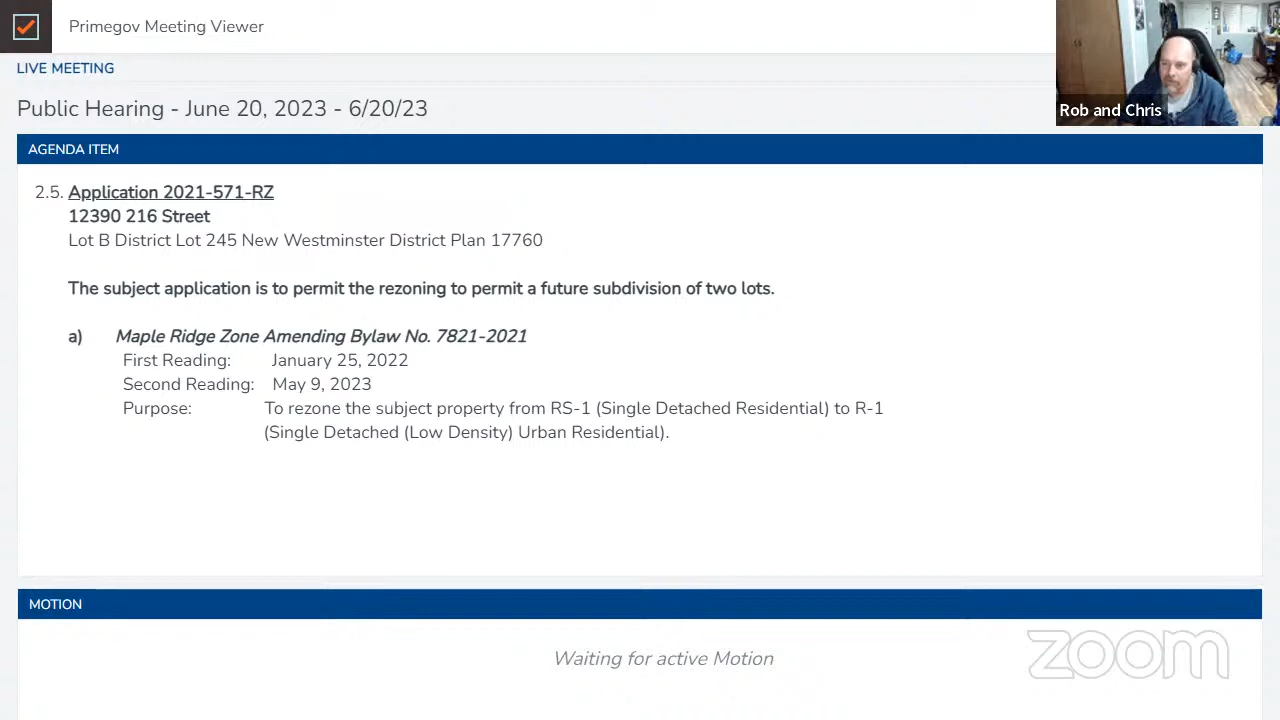 Primegov Meeting Viewer
LIVE MEETING
Public Hearing - June 20, 2023 - 6/20/23
Rob and Chris
AGENDA ITEM
2.5. Application 2021-571-RZ
12390 216 Street
Lot B District Lot 245 New Westminster District Plan 17760
The subject application is to permit the rezoning to permit a future subdivision of two lots.
a) Maple Ridge Zone Amending Bylaw No. 7821-2021
First Reading: January 25, 2022
Second Reading: May 9, 2023
Purpose: To rezone the subject property from RS-1 (Single Detached Residential) to R-1
(Single Detached (Low Density) Urban Residential).
MOTION
Waiting for active Motion
zoom